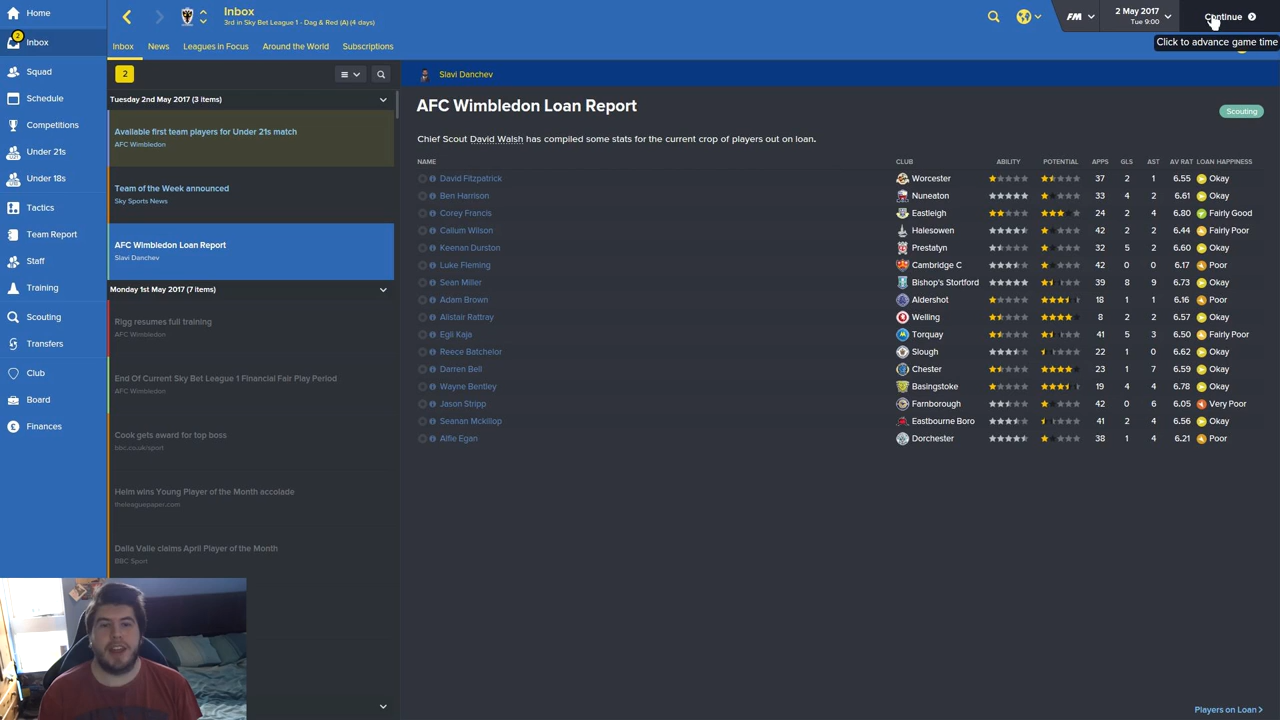 Home
2
Inbox
Squad
Schedule
Competitions
Under 21s
Under 18s
Tactics
Team Report
Staff
Training
Scouting
Transfers
Club
Board
Finances
Inbox
3rd in Sky Bet League 1 - Dag & Red (A) (4 days)
FM
2 May 2017
Tue 9:00
Continue
Click to advance game time
Inbox News Leagues in Focus Around the World Subscriptions
2
Tuesday 2nd May 2017 (3 items)
Available first team players for Under 21s match
AFC Wimbledon
Team of the Week announced
Sky Sports News
AFC Wimbledon Loan Report
Slavi Danchev
Monday 1st May 2017 (7 items)
Rigg resumes full training
AFC Wimbledon
End Of Current Sky Bet League 1 Financial Fair Play Period
AFC Wimbledon
Cook gets award for top boss
bbc.co.uk/sport
Helm wins Young Player of the Month accolade
theleaguepaper.com
Dalla Valle claims April Player of the Month
BBC Sport
Slavi Danchev
AFC Wimbledon Loan Report
Scouting
Chief Scout David Walsh has compiled some stats for the current crop of players out on loan.
NAME CLUB ABILITY POTENTIAL APPS GLS AST AV RAT LOAN HAPPINESS
David Fitzpatrick Worcester 37 2 1 6.55 Okay
Ben Harrison Nuneaton 33 4 2 6.61 Okay
Corey Francis Eastleigh 24 2 4 6.80 Fairly Good
Callum Wilson Halesowen 42 2 2 6.44 Fairly Poor
Keenan Durston Prestatyn 32 5 2 6.60 Okay
Luke Fleming Cambridge C 42 0 0 6.17 Poor
Sean Miller Bishop's Stortford 39 8 9 6.73 Okay
Adam Brown Aldershot 18 1 1 6.16 Poor
Alistair Rattray Welling 8 2 2 6.57 Okay
Egli Kaja Torquay 41 5 3 6.50 Fairly Poor
Reece Batchelor Slough 22 1 0 6.62 Okay
Darren Bell Chester 23 1 7 6.59 Okay
Wayne Bentley Basingstoke 19 4 4 6.78 Okay
Jason Stripp Farnborough 42 0 6 6.05 Very Poor
Seanan Mckillop Eastbourne Boro 41 2 4 6.56 Okay
Alfie Egan Dorchester 38 1 4 6.21 Poor
Players on Loan